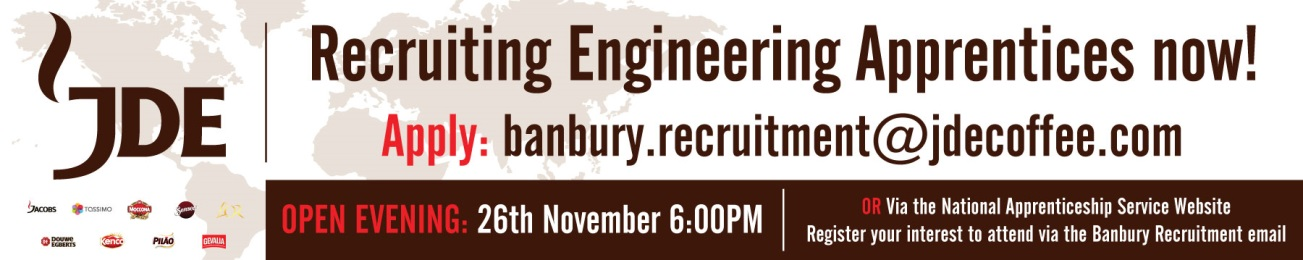 JDE
Recruiting Engineering Apprentices now!
Apply: banbury.recruitment@jdecoffee.com
JACOBS
TASSIMO
MOCCONA
Senseo
L'OR
DOUWE EGBERTS
Kenco
PILÃO
GEVALIA
OPEN EVENING: 26th November 6:00PM
OR Via the National Apprenticeship Service Website
Register your interest to attend via the Banbury Recruitment email